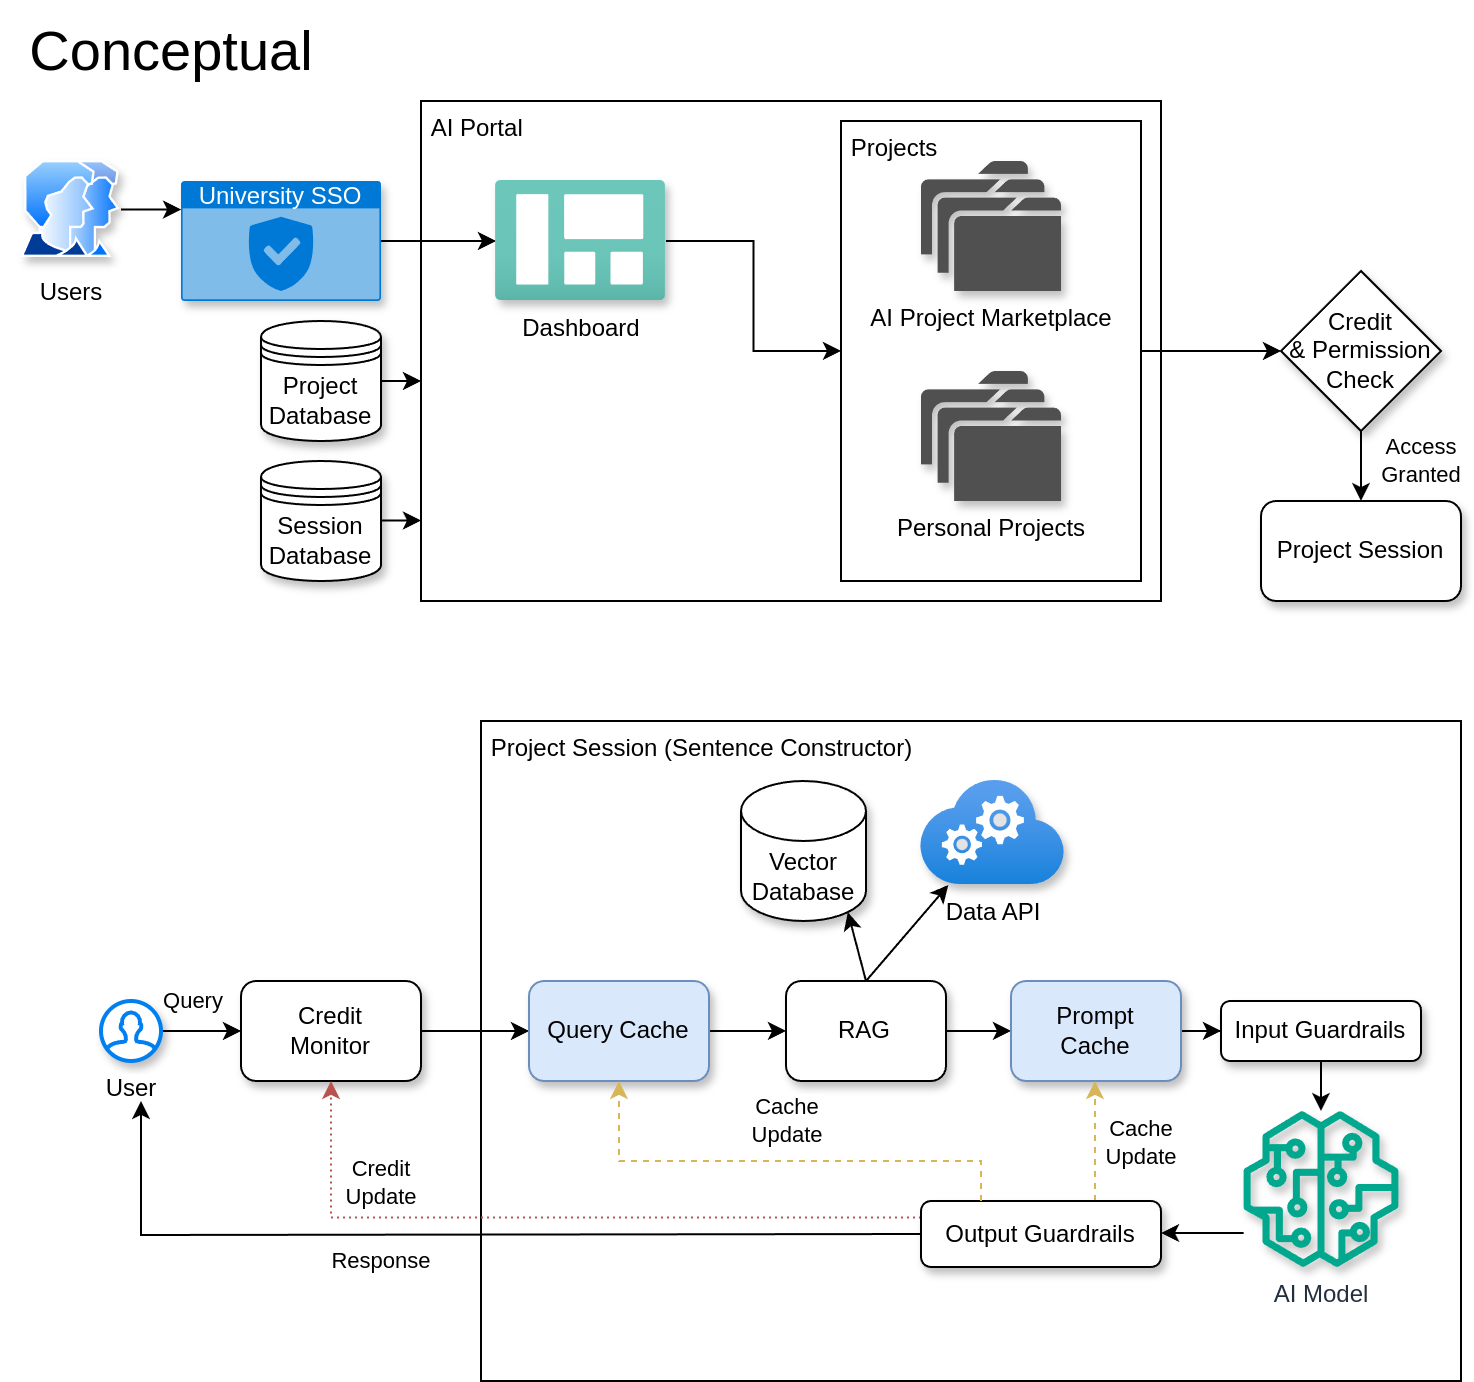 Conceptual
AI Portal
Projects
University SSO
Users
Dashboard
AI Project Marketplace
Credit
& Permission
Check
Project
Database
Access
Granted
Session
Database
Personal Projects
Project Session
Project Session (Sentence Constructor)
Vector
Database
Data API
Query
Credit
Monitor
Query Cache
RAG
Prompt
Cache
Input Guardrails
User
Cache
Update
Cache
Update
Credit
Update
Output Guardrails
Response
AI Model